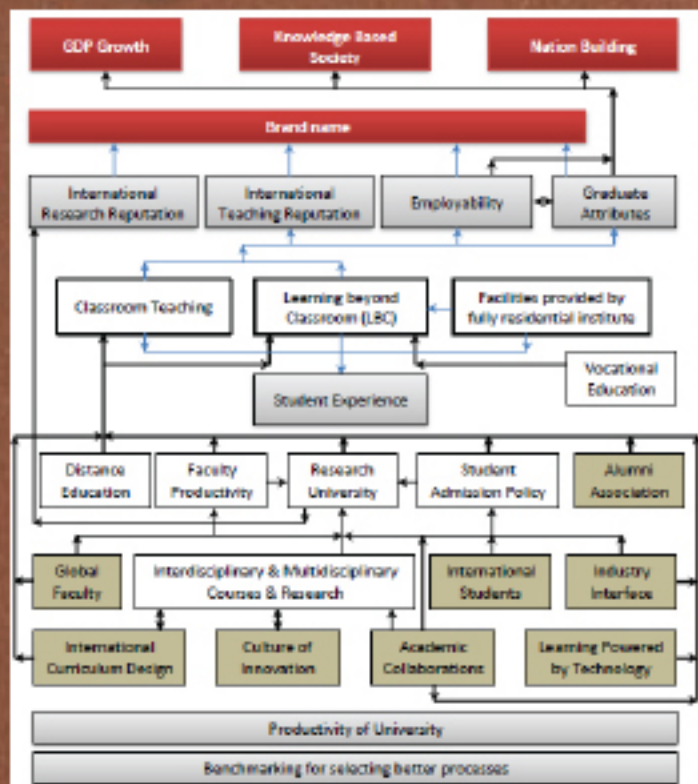 GDP Growth
Knowledge Based
Society
Nation Building
Brand name
International
Research Reputation
International
Teaching Reputation
Employability
Graduate
Attributes
Classroom Teaching
Learning beyond
Classroom (LBC)
Facilities provided by
fully residential institute
Vocational
Education
Student Experience
Distance
Education
Faculty
Productivity
Research
University
Student
Admission Policy
Alumni
Association
Global
Faculty
Interdisciplinary & Multidisciplinary
Courses & Research
International
Students
Industry
Interface
International
Curriculum Design
Culture of
Innovation
Academic
Collaborations
Learning Powered
by Technology
Productivity of University
Benchmarking for selecting better processes